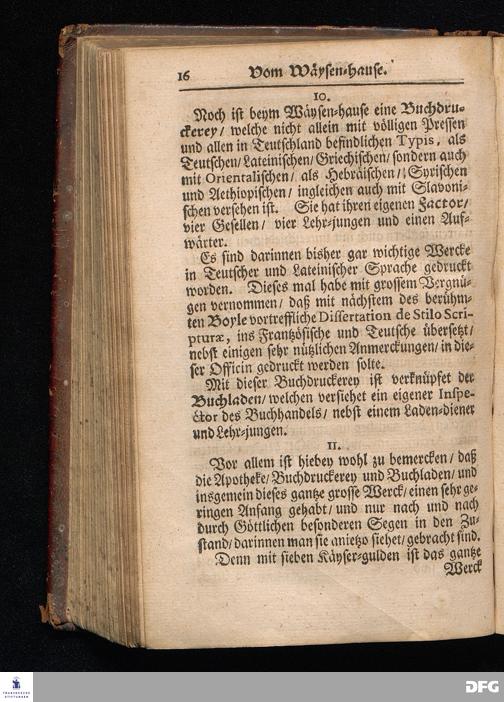 16 Vom Wäysen-hause.
10.
Noch ist beym Wäysen-hause eine Buchdru-
ckerey/ welche nicht allein mit völligen Pressen
und allen in Teutschland befindlichen Typis, als
Teutschen/ Lateinischen/ Griechischen/ sondern auch
mit Orientalischen/ als Hebräischen/ Syrischen
und Aethiopischen/ ingleichen auch mit Slavoni-
schen versehen ist. Sie hat ihren eigenen Factor/
vier Gesellen/ vier Lehr-jungen und einen Auf-
wärter.
Es sind darinnen bisher gar wichtige Wercke
in Teutscher und Lateinischer Sprache gedruckt
worden. Dieses mal habe mit grossem Vergnü-
gen vernommen/ daß mit nächstem des berühm-
ten Boyle vortreffliche Dissertation de Stilo Scri-
pturæ, ins Frantzösische und Teutsche übersetzt/
nebst einigen sehr nützlichen Anmerckungen/ in die-
ser Officin gedruckt werden solte.
Mit dieser Buchdruckerey ist verknüpfet der
Buchladen/ welchen versiehet ein eigener Inspe-
ctor des Buchhandels/ nebst einem Laden-diener
und Lehr-jungen.
11.
Vor allem ist hiebey wohl zu bemercken/ daß
die Apotheke/ Buchdruckerey und Buchladen/ und
insgemein dieses gantze grosse Werck/ einen sehr ge-
ringen Anfang gehabt/ und nur nach und nach
durch Göttlichen besonderen Segen in den Zu-
stand/ darinnen man sie anietzo siehet/ gebracht sind.
Denn mit sieben Käyser-gulden ist das gantze
Werck
FRANCKESCHE
STIFTUNGEN
DFG